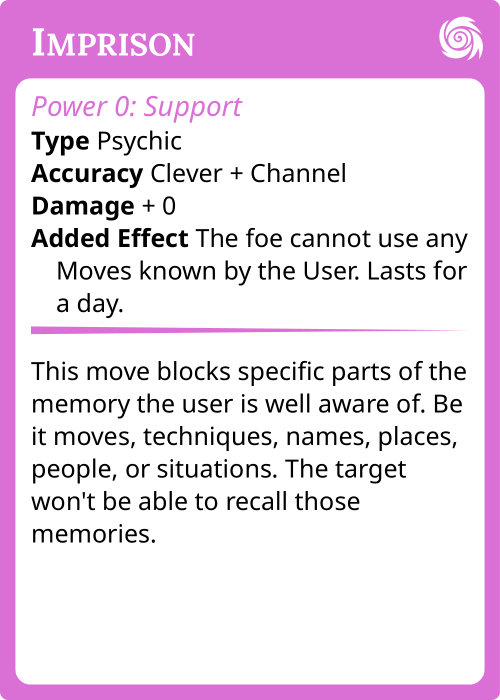 IMPRISON
Power 0: Support
Type Psychic
Accuracy Clever + Channel
Damage + 0
Added Effect The foe cannot use any
Moves known by the User. Lasts for
a day.
This move blocks specific parts of the
memory the user is well aware of. Be
it moves, techniques, names, places,
people, or situations. The target
won't be able to recall those
memories.